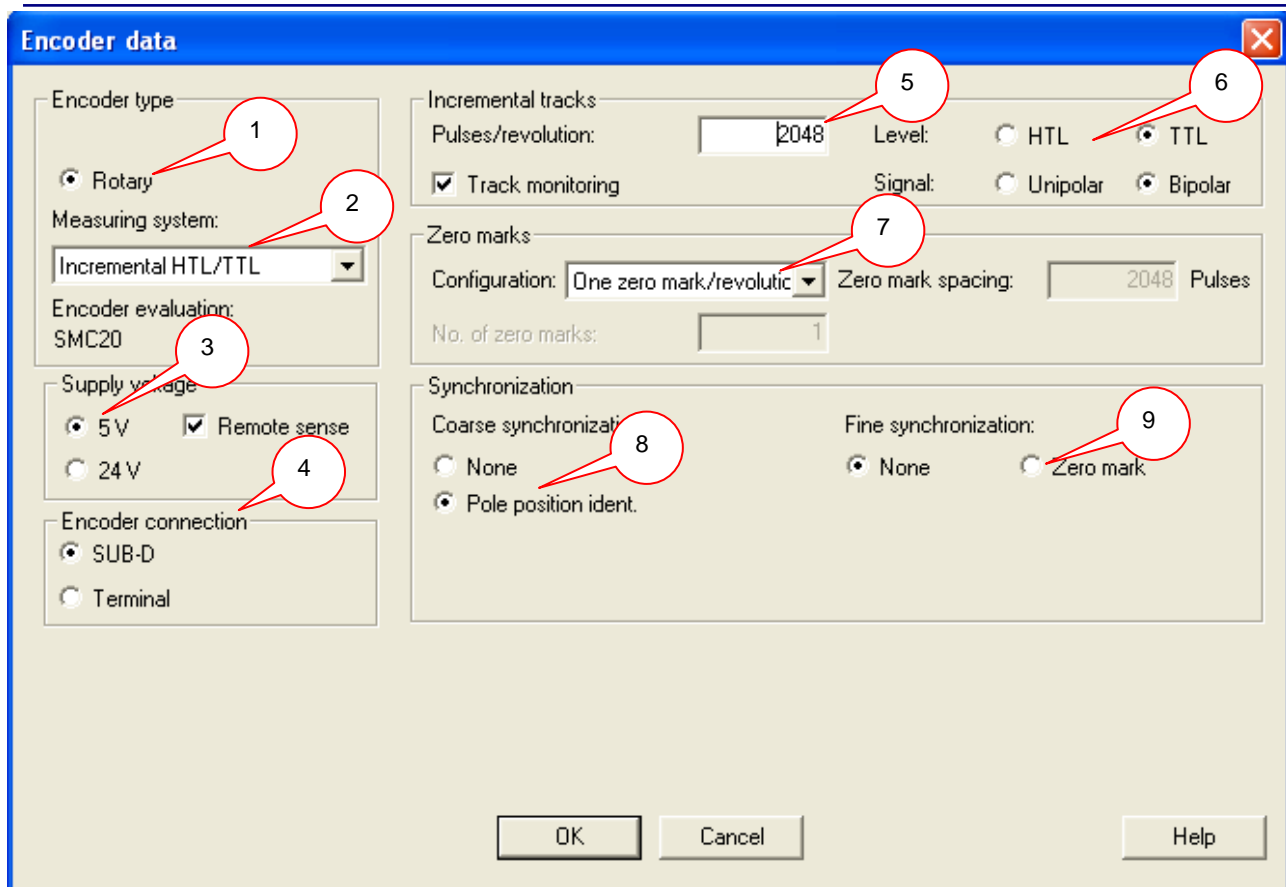 Encoder data
Encoder type
1
Rotary
Measuring system:
2
Incremental HTL/TTL
Encoder evaluation:
SMC20
3
Supply voltage
5 V
Remote sense
24 V
4
Encoder connection
SUB-D
Terminal
Incremental tracks
5
6
Pulses/revolution:
2048
Level:
HTL
TTL
Track monitoring
Signal:
Unipolar
Bipolar
Zero marks
7
Configuration:
One zero mark/revolutic
Zero mark spacing:
2048
Pulses
No. of zero marks:
1
Synchronization
Coarse synchronizati
8
None
Pole position ident.
Fine synchronization:
9
None
Zero mark
OK
Cancel
Help